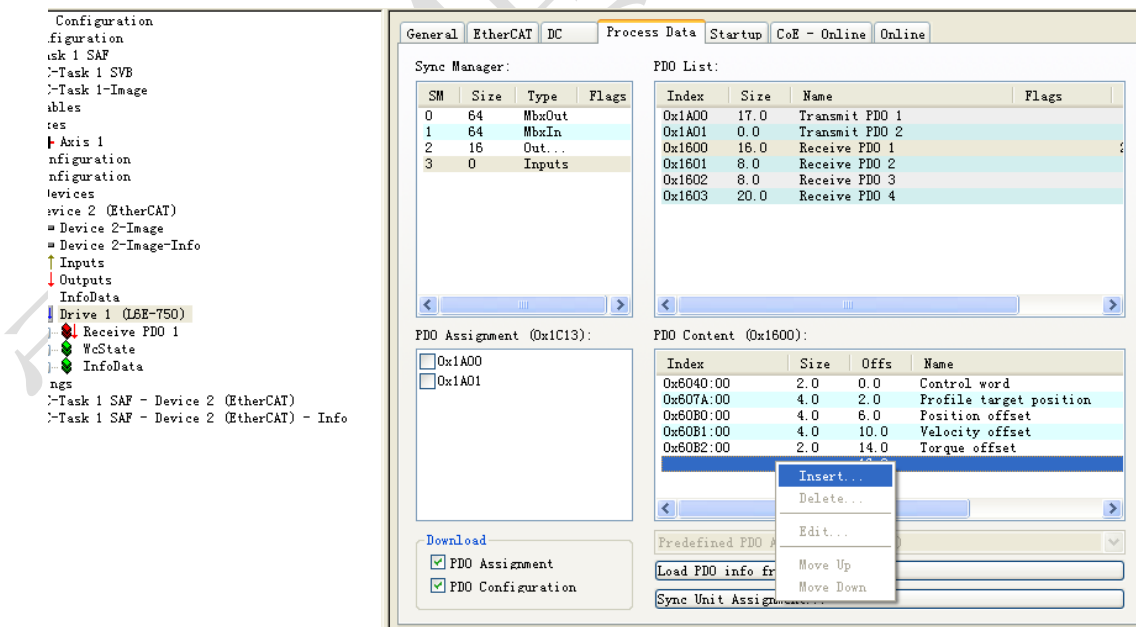 Configuration
figuration
sk 1 SAF
-Task 1 SVB
-Task 1-Image
ables
es
Axis 1
nfiguration
nfiguration
evices
evice 2 (EtherCAT)
Device 2-Image
Device 2-Image-Info
Inputs
Outputs
InfoData
Drive 1 (L6E-750)
Receive PDO 1
WcState
InfoData
ngs
-Task 1 SAF - Device 2 (EtherCAT)
-Task 1 SAF - Device 2 (EtherCAT) - Info
General EtherCAT DC Process Data Startup CoE - Online Online
Sync Manager:
SM Size Type Flags
0 64 MbxOut
1 64 MbxIn
2 16 Out...
3 0 Inputs
PDO List:
Index Size Name Flags
0x1A00 17.0 Transmit PDO 1
0x1A01 0.0 Transmit PDO 2
0x1600 16.0 Receive PDO 1
0x1601 8.0 Receive PDO 2
0x1602 8.0 Receive PDO 3
0x1603 20.0 Receive PDO 4
PDO Assignment (0x1C13):
0x1A00
0x1A01
PDO Content (0x1600):
Index Size Offs Name
0x6040:00 2.0 0.0 Control word
0x607A:00 4.0 2.0 Profile target position
0x60B0:00 4.0 6.0 Position offset
0x60B1:00 4.0 10.0 Velocity offset
0x60B2:00 2.0 14.0 Torque offset
Insert...
Delete...
Edit...
Move Up
Move Down
Download
PDO Assignment
PDO Configuration
Predefined PDO A
Load PDO info fr
Sync Unit Assignment...